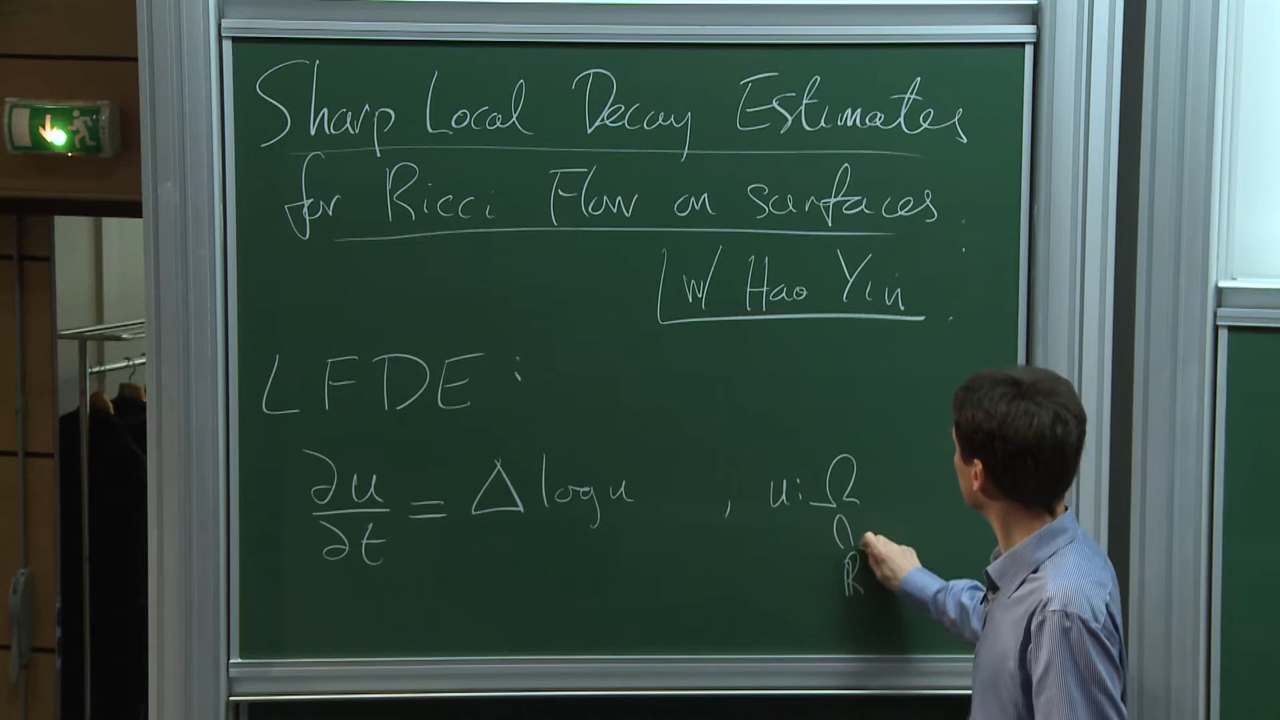 Sharp Local Decay Estimates
for Ricci Flow on surfaces
w/ Hao Yin
LFDE:
∂u/∂t = Δ log u , u: Ω
∩
ℝ